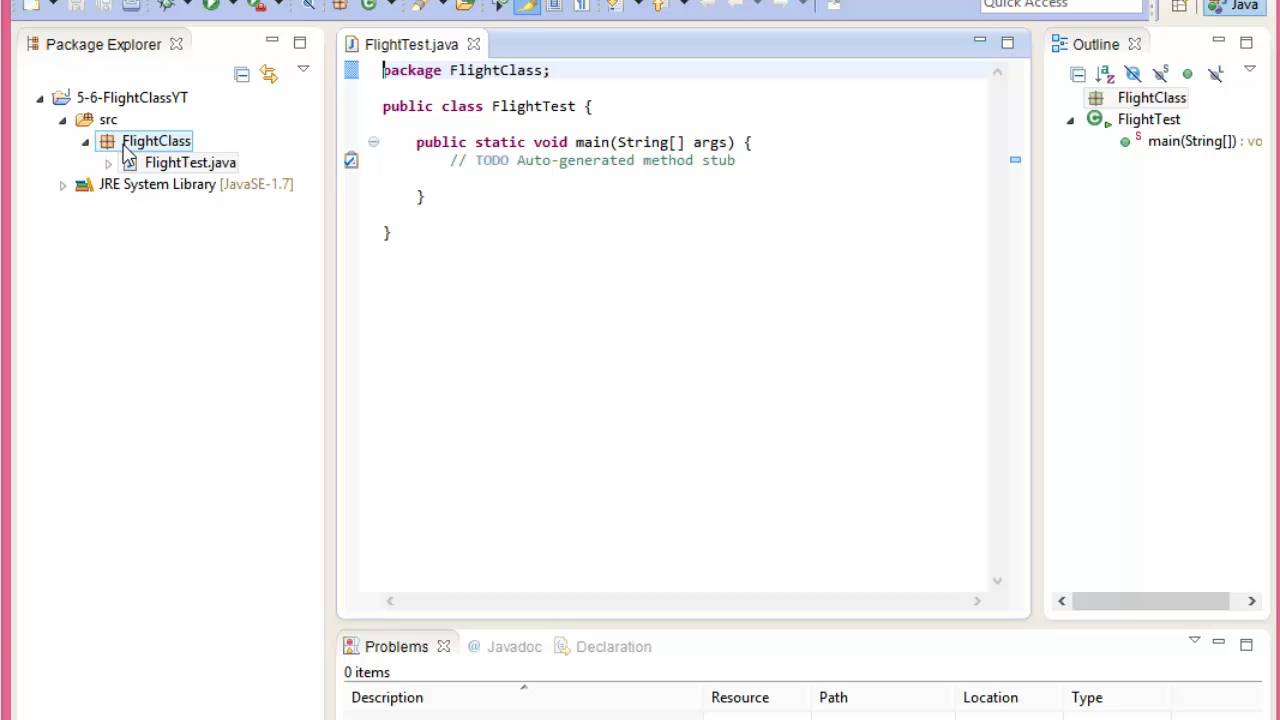 Quick Access
Java
Package Explorer
5-6-FlightClassYT
src
FlightClass
FlightTest.java
JRE System Library [JavaSE-1.7]
FlightTest.java
package FlightClass;
public class FlightTest {
public static void main(String[] args) {
// TODO Auto-generated method stub
}
}
Outline
FlightClass
FlightTest
main(String[]) : vo
Problems
@ Javadoc
Declaration
0 items
Description
Resource
Path
Location
Type